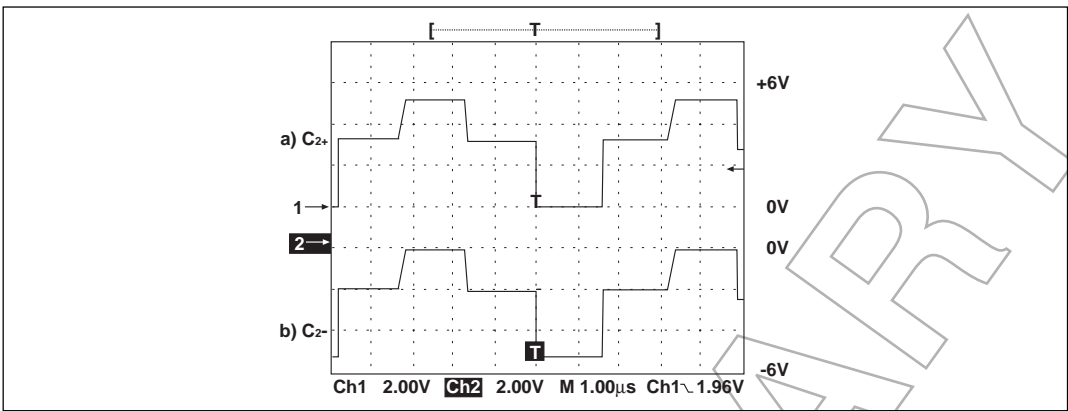 [ T ]
+6V
a) C2+
T
1
0V
2
0V
b) C2-
T
-6V
Ch1 2.00V Ch2 2.00V M 1.00µs Ch1 1.96V
ARY